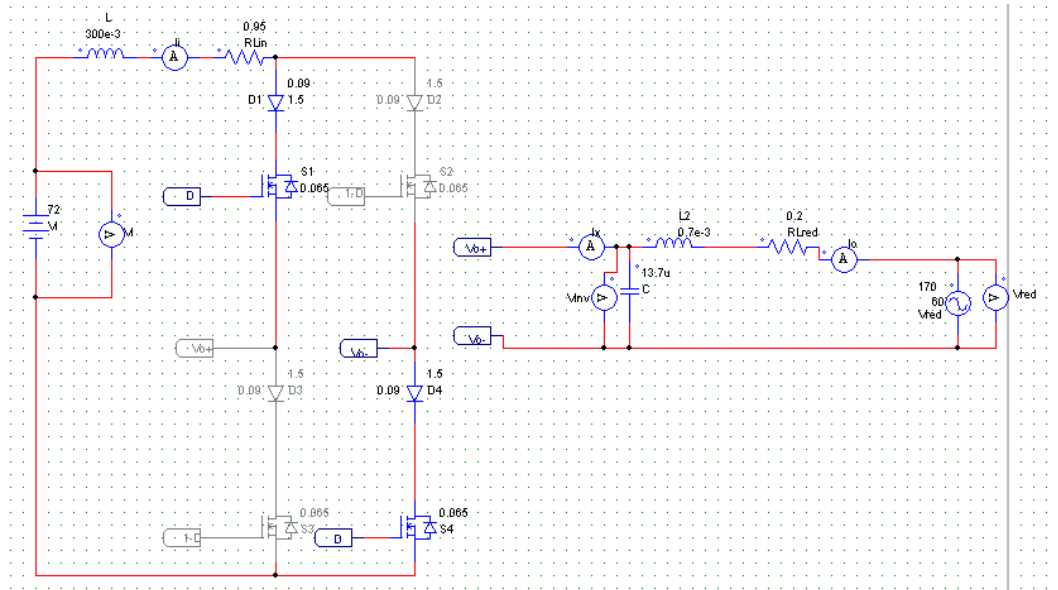 L
300e-3
Ii
A
0.95
RLin
0.09
D1 1.5
1.5
0.09 D2
S1
0.065
D
S2
0.065
1-D
72
Vi
V
Vi
Vo+
Ix
A
L2
0.7e-3
0.2
RLred
Io
A
13.7u
C
VInv
V
170
60
Vred
V
Vred
Vo-
Vo+
Vo-
1.5
0.09 D3
1.5
0.09 D4
0.065
S3
0.065
S4
D